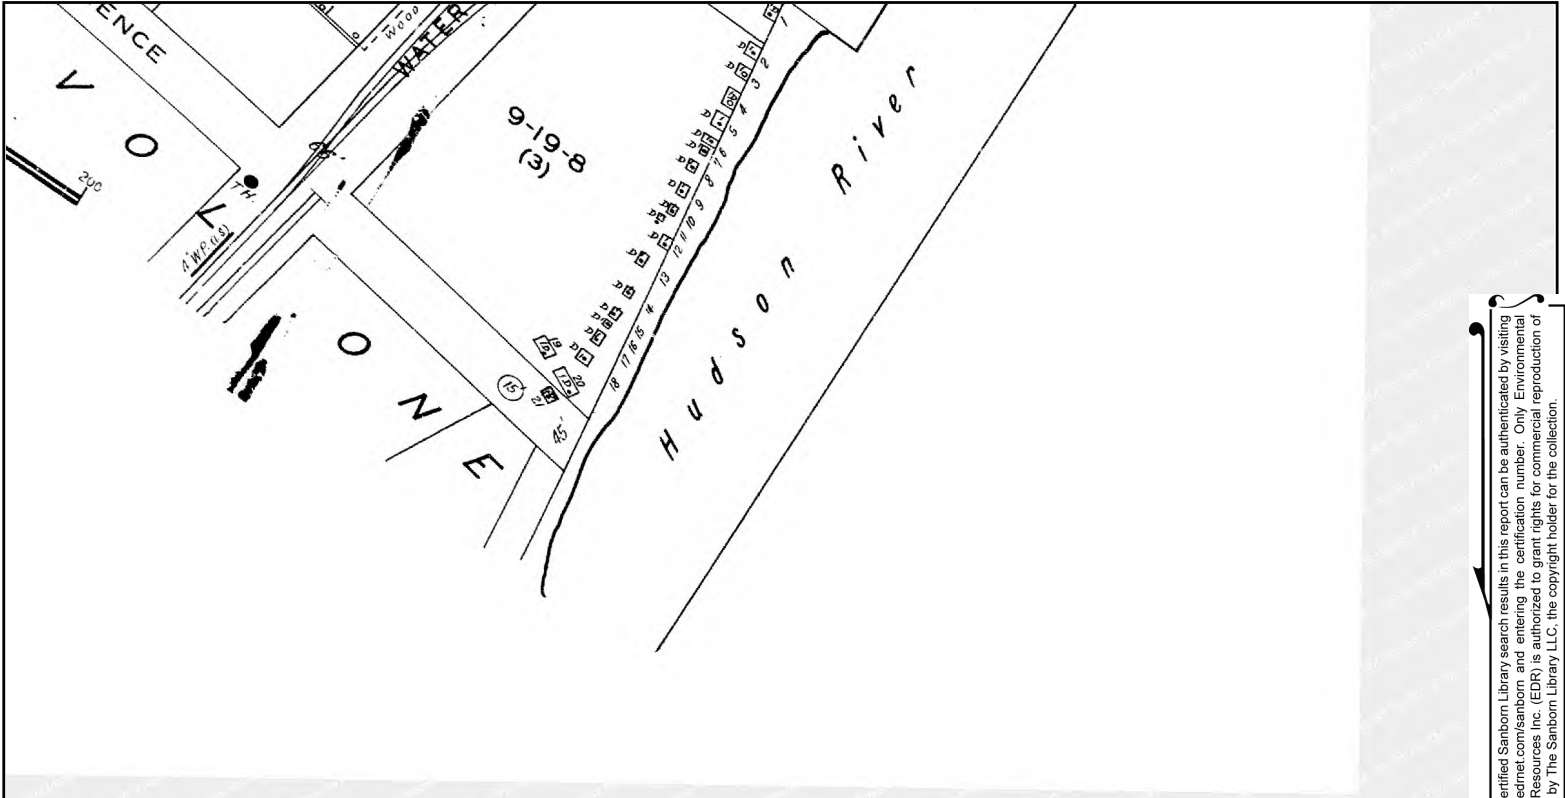 ENCE
WOOD
WATER
VOL
ONE
200
T.H.
4" W.P. (1 S)
9-19-8
(3)
1
2
3
4
5
6
7
8
9
10
11
12
13
14
15
16
17
18
19
20
21
15
45'
Hudson River
ertified Sanborn Library search results in this report can be authenticated by visiting
edrnet.com/sanborn and entering the certification number. Only Environmental
Resources Inc. (EDR) is authorized to grant rights for commercial reproduction of
by The Sanborn Library LLC, the copyright holder for the collection.